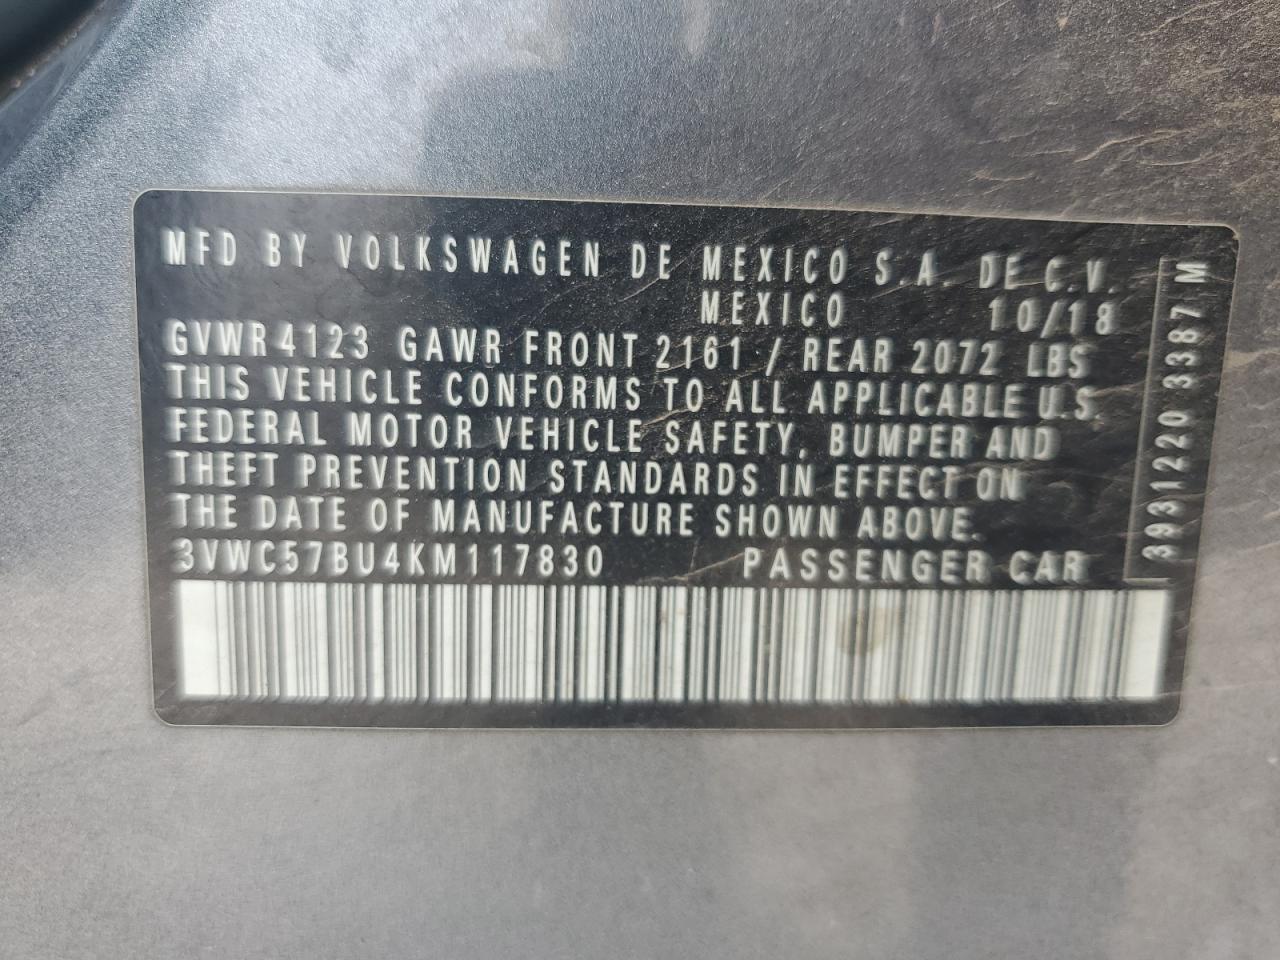 MFD BY VOLKSWAGEN DE MEXICO S.A. DE C.V.
MEXICO 10/18
GVWR 4123 GAWR FRONT 2161 / REAR 2072 LBS
THIS VEHICLE CONFORMS TO ALL APPLICABLE U.S.
FEDERAL MOTOR VEHICLE SAFETY, BUMPER AND
THEFT PREVENTION STANDARDS IN EFFECT ON
THE DATE OF MANUFACTURE SHOWN ABOVE.
3VWC57BU4KM117830 PASSENGER CAR
3931220 3387 M